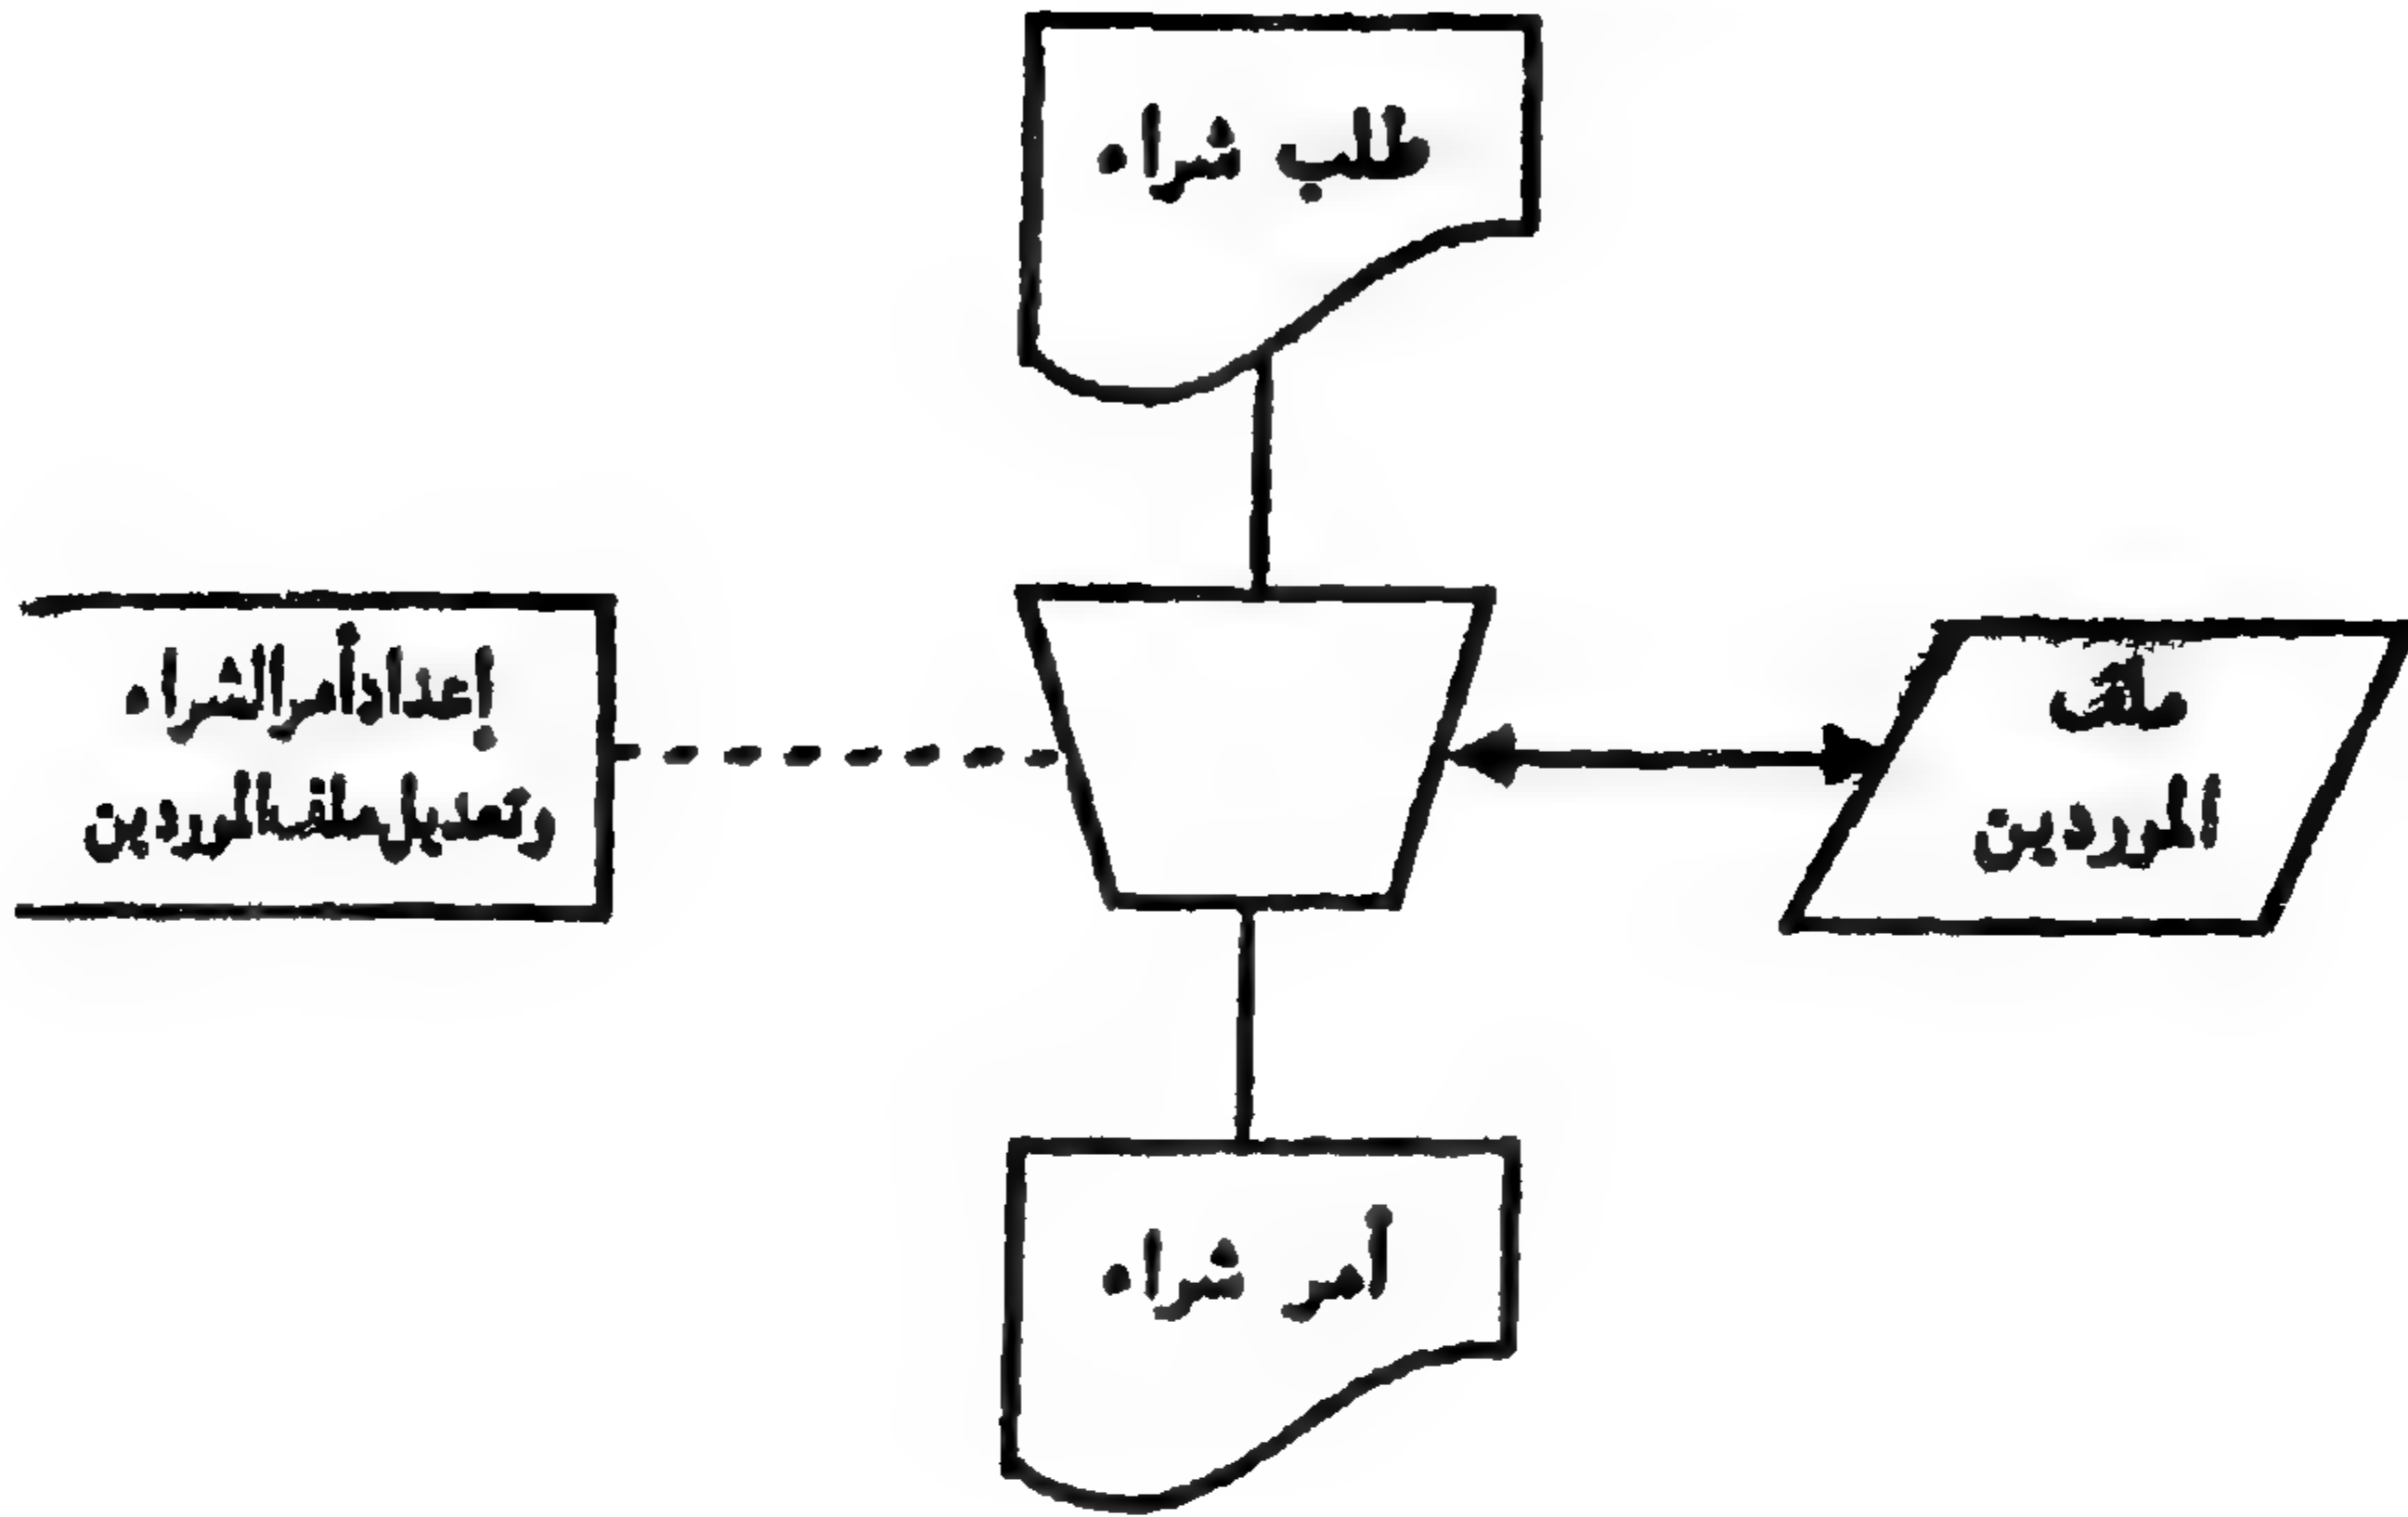 طلب شراء
ملف
الموردين
إعداد أمر الشراء
وتعديل ملف الموردين
أمر شراء